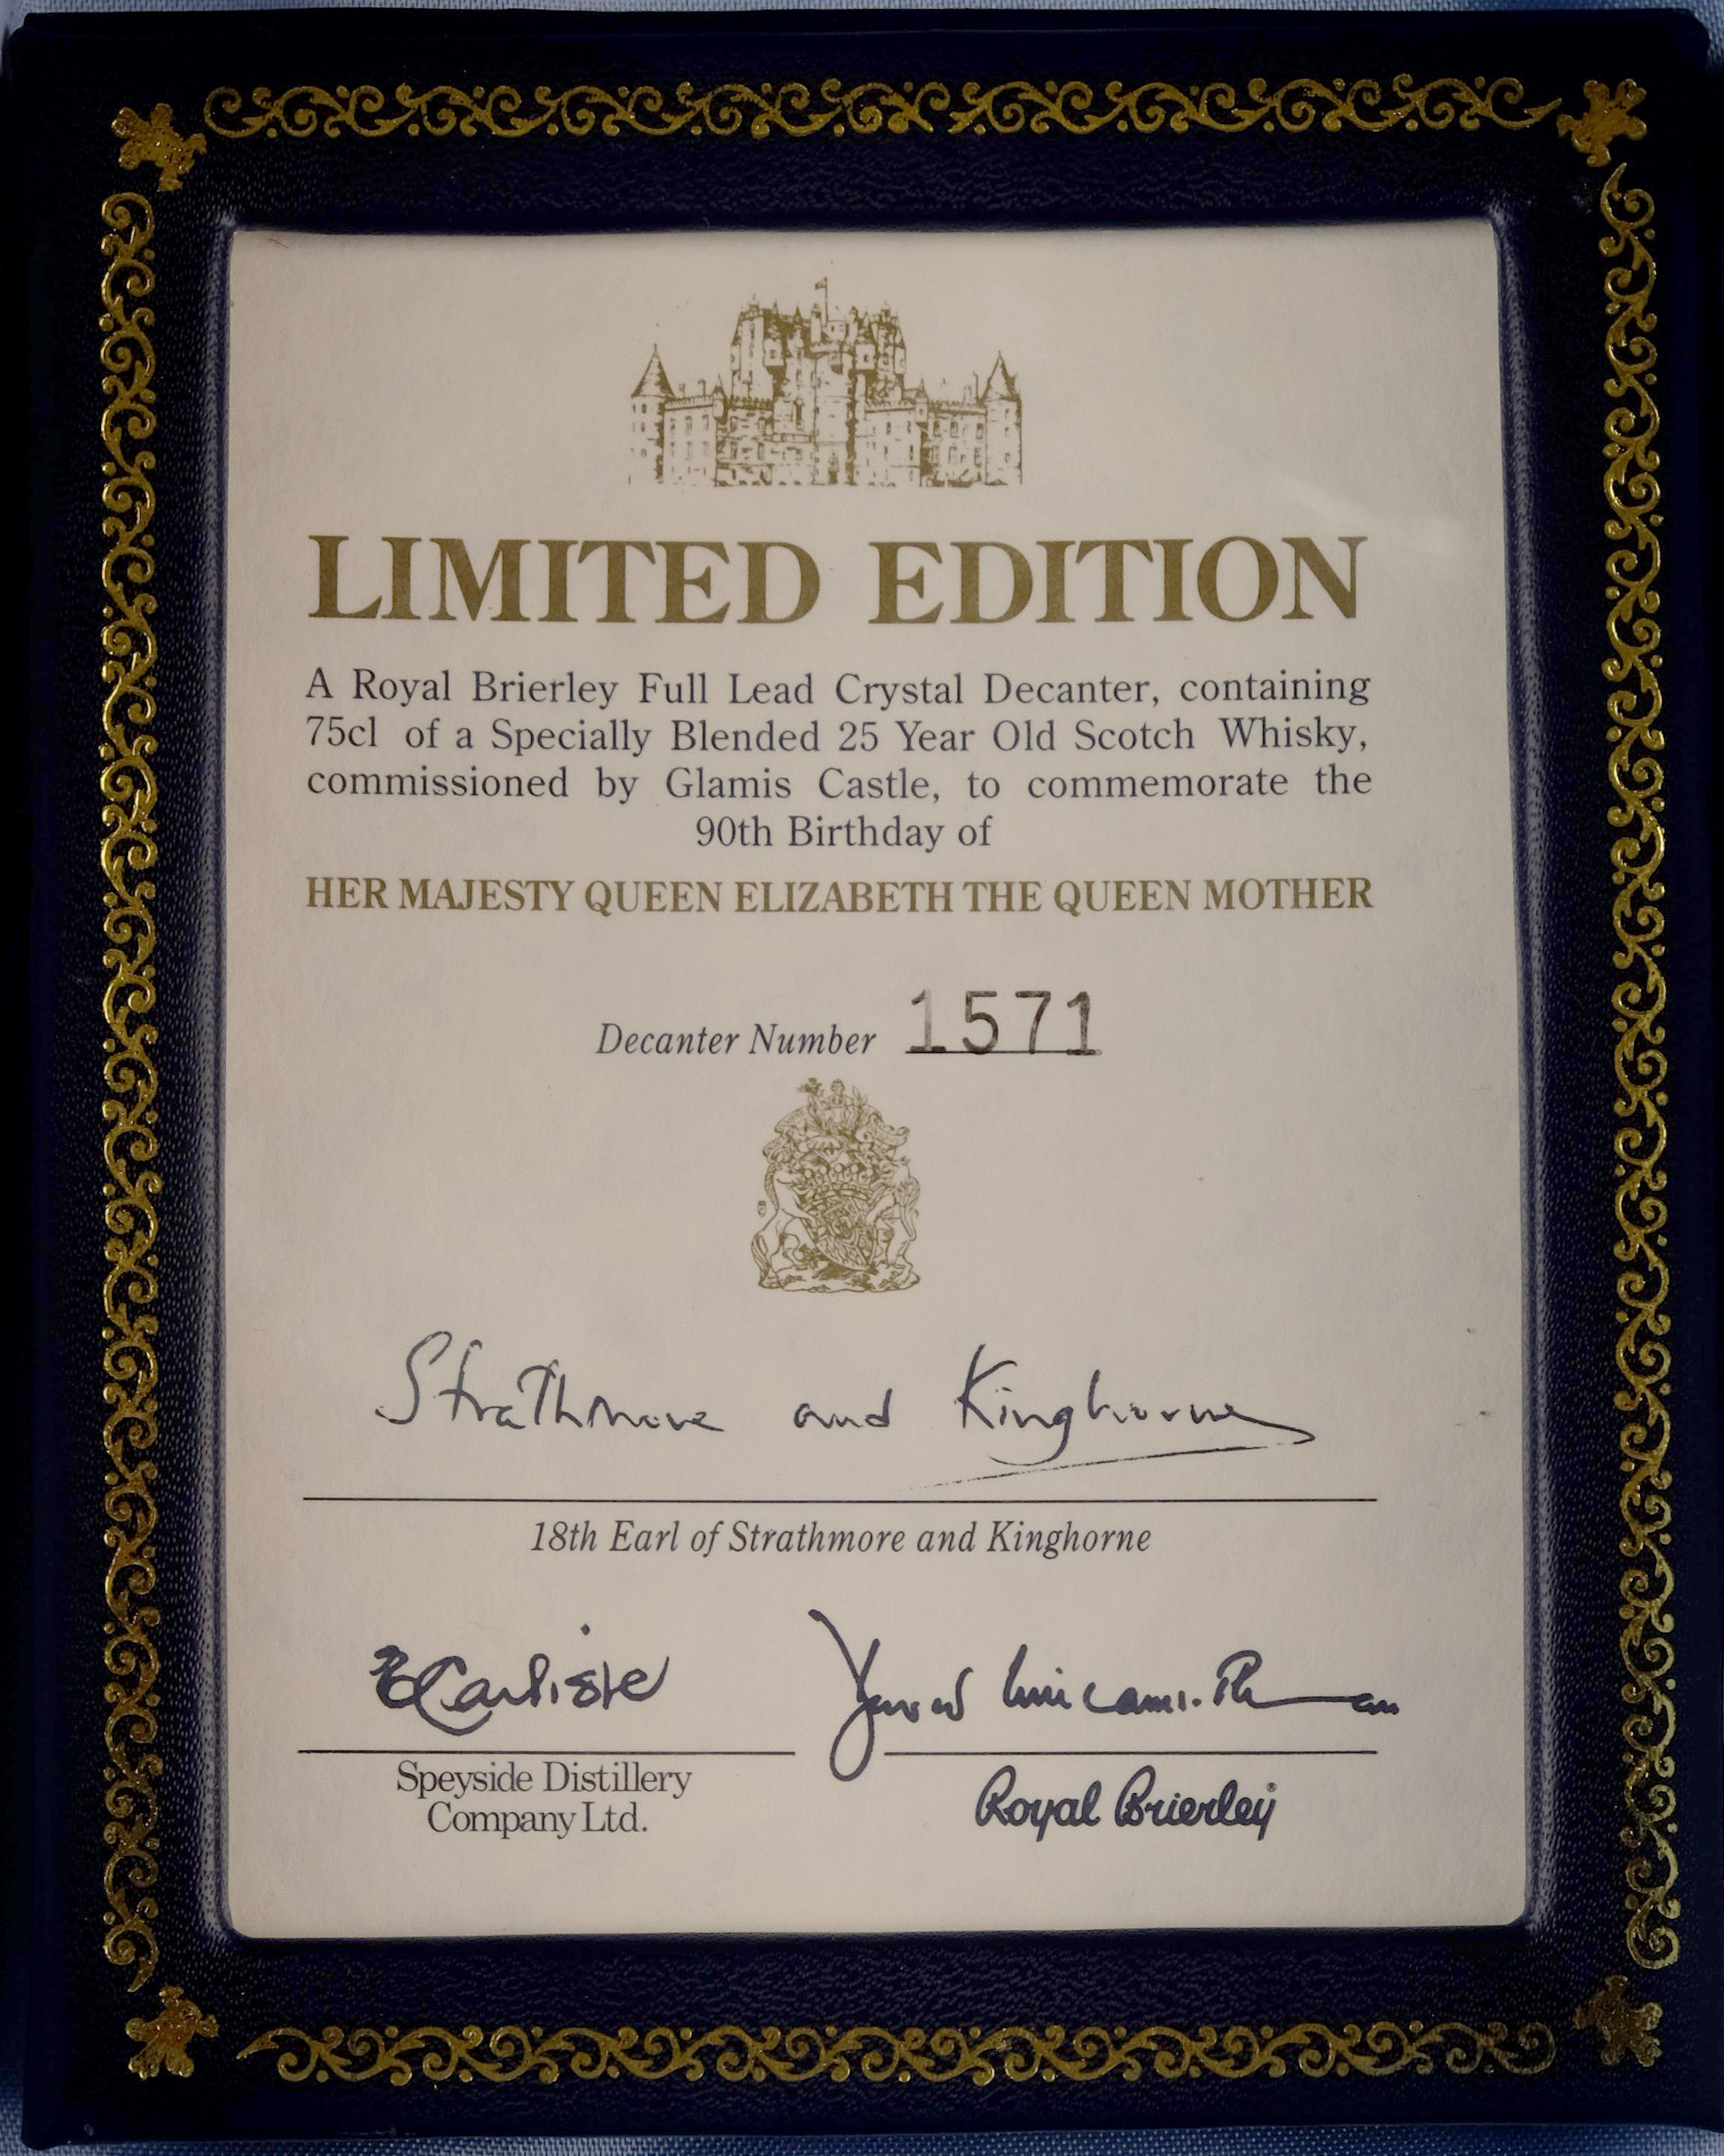 LIMITED EDITION
A Royal Brierley Full Lead Crystal Decanter, containing
75cl of a Specially Blended 25 Year Old Scotch Whisky,
commissioned by Glamis Castle, to commemorate the
90th Birthday of
HER MAJESTY QUEEN ELIZABETH THE QUEEN MOTHER
Decanter Number 1571
Strathmore and Kinghorne
18th Earl of Strathmore and Kinghorne
Carlisle
Speyside Distillery
Company Ltd.
Royal Brierley